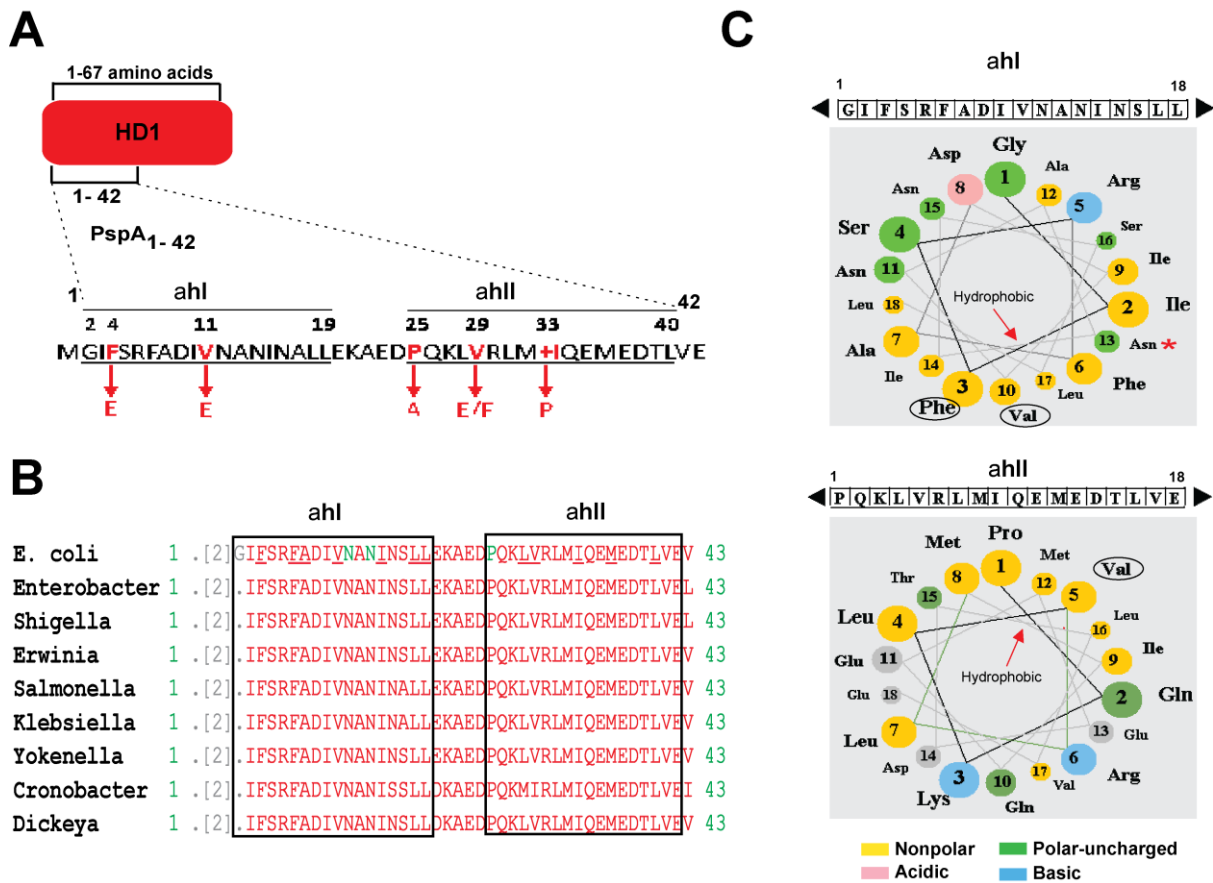 A
1-67 amino acids
HD1
1- 42
PspA1- 42
1
ahI
ahII
42
2 4 11 19 25 29 33 40
MGIFSRFADIVNANINALLEKAEDPQKLVRLM+IQEMEDTLVE
E E A E/F P
B
ahI
ahII
E. coli 1 .[2]GIFSRFADIVNANINSLLEKAEDPQKLVRLMIQEMEDTLVEV 43
Enterobacter 1 .[2].IFSRFADIVNANINSLLEKAEDPQKLVRLMIQEMEDTLVEL 43
Shigella 1 .[2].IFSRFADIVNANINSLLEKAEDPQKLVRLMIQEMEDTLVEL 43
Erwinia 1 .[2].IFSRFADIVNANINSLLEKAEDPQKLVRLMIQEMEDTLVEV 43
Salmonella 1 .[2].IFSRFADIVNANINSLLEKAEDPQKLVRLMIQEMEDTLVEV 43
Klebsiella 1 .[2].IFSRFADIVNANINALLEKAEDPQKLVRLMIQEMEDTLVEV 43
Yokenella 1 .[2].IFSRFADIVNANINSLLEKAEDPQKLVRLMIQEMEDTLVEV 43
Cronobacter 1 .[2].IFSRFADIVNANINSLLDKAEDPQKMIRLMIQEMEDTLVEI 43
Dickeya 1 .[2].IFSRFADIVNANINSLLDKAEDPQKLVRLMIQEMEDTLVEV 43
C
ahI
1 18
G I F S R F A D I V N A N I N S L L
Gly
Asp Ala
1 Arg
Asn 8 12
15 5
Ser 4 16 Ser
Asn 11 9 Ile
Leu 18 Hydrophobic 2 Ile
Ala 7 13 Asn *
Ile 14 6 Phe
3 10 17 Leu
Phe Val
ahII
1 18
P Q K L V R L M I Q E M E D T L V E
Pro
Met Met
1 Val
Thr 8 12
15 5
Leu 4 16 Leu
Glu 11 9 Ile
Glu 18 Hydrophobic 2 Gln
Leu 7 13 Glu
Asp 14 6 Arg
3 10 17 Val
Lys Gln
Nonpolar Polar-uncharged
Acidic Basic